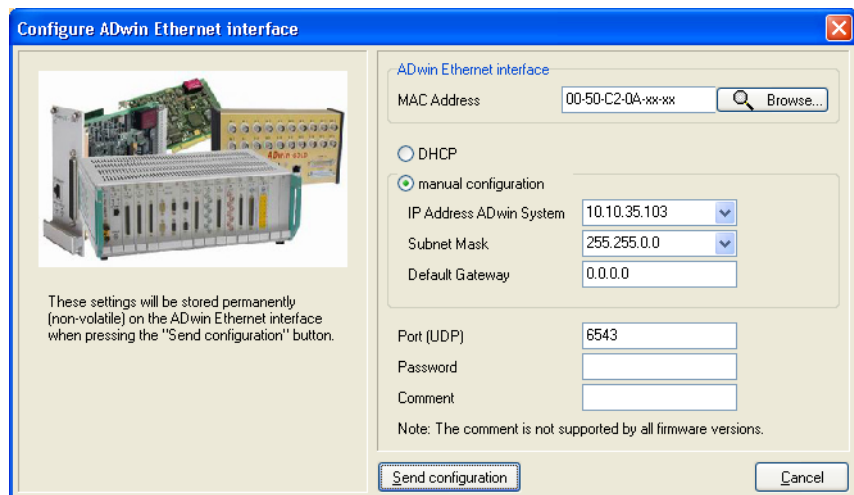 Configure ADwin Ethernet interface
ADwin GOLD
These settings will be stored permanently
(non-volatile) on the ADwin Ethernet interface
when pressing the "Send configuration" button.
ADwin Ethernet interface
MAC Address 00-50-C2-0A-xx-xx Browse...
DHCP
manual configuration
IP Address ADwin System 10.10.35.103
Subnet Mask 255.255.0.0
Default Gateway 0.0.0.0
Port (UDP) 6543
Password
Comment
Note: The comment is not supported by all firmware versions.
Send configuration Cancel